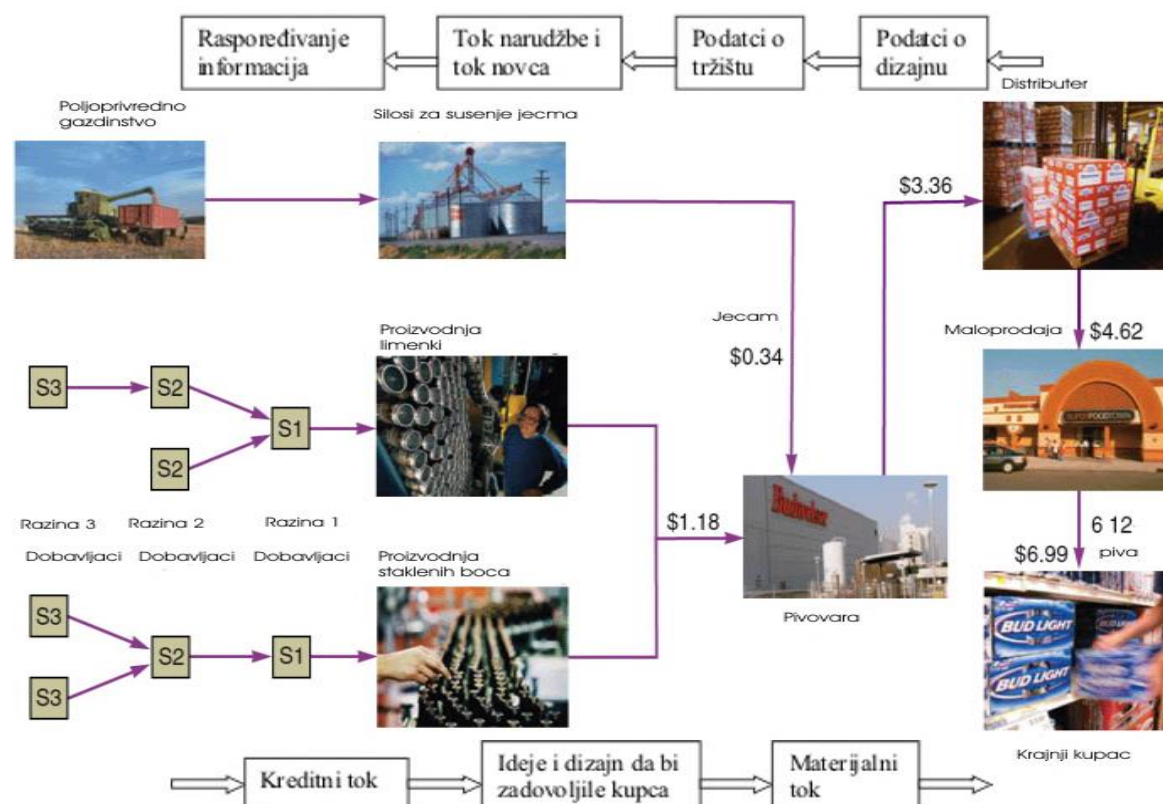 Raspoređivanje
informacija
Tok narudžbe i
tok novca
Podatci o
tržištu
Podatci o
dizajnu
Distributer
Poljoprivredno
gazdinstvo
Silosi za susenje jecma
$3.36
Jecam
$0.34
Maloprodaja
$4.62
Proizvodnja
limenki
S3
S2
S1
S2
Razina 3
Razina 2
Razina 1
Dobavljaci
Dobavljaci
Dobavljaci
$1.18
Budweiser
Pivovara
6 12
piva
$6.99
Proizvodnja
staklenih boca
S3
S2
S1
S3
BUD LIGHT
BUD LIGHT
Krajnji kupac
Kreditni tok
Ideje i dizajn da bi
zadovoljile kupca
Materijalni
tok